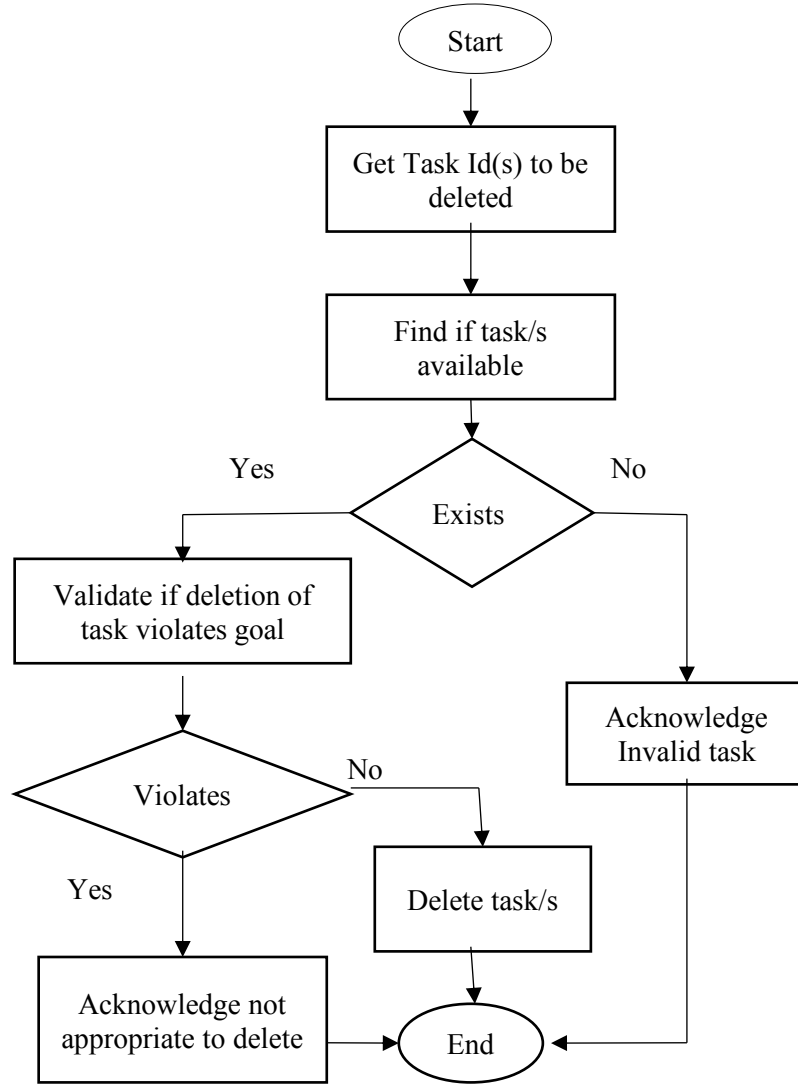 Start
Get Task Id(s) to be
deleted
Find if task/s
available
Yes
No
Exists
Validate if deletion of
task violates goal
Acknowledge
Invalid task
No
Violates
Yes
Delete task/s
Acknowledge not
appropriate to delete
End